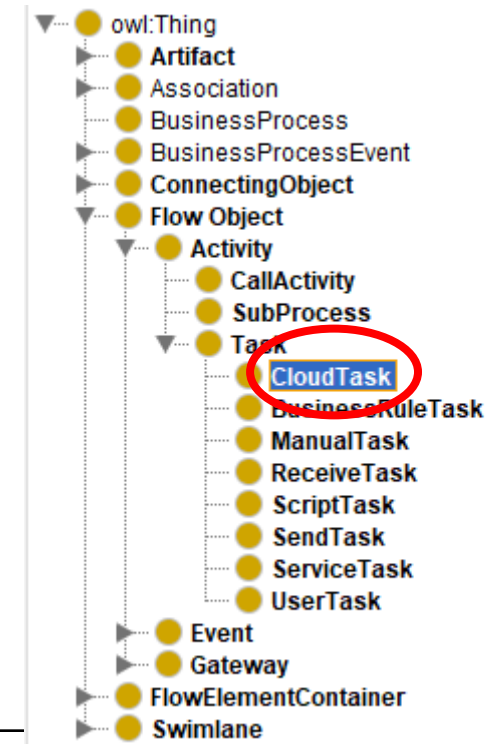 owl:Thing
Artifact
Association
BusinessProcess
BusinessProcessEvent
ConnectingObject
Flow Object
Activity
CallActivity
SubProcess
Task
CloudTask
BusinessRuleTask
ManualTask
ReceiveTask
ScriptTask
SendTask
ServiceTask
UserTask
Event
Gateway
FlowElementContainer
Swimlane